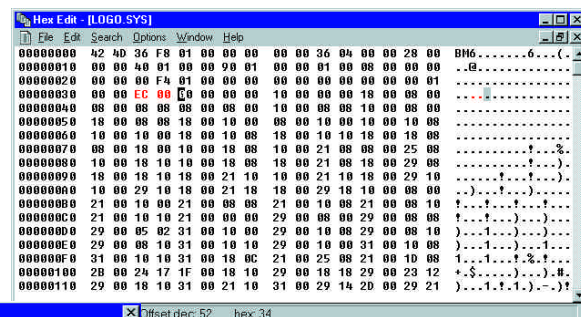 Hex Edit - [LOGO.SYS]
File Edit Search Options Window Help
00000000 42 4D 36 F8 01 00 00 00 00 00 36 04 00 00 28 00 BM6.......6...(.
00000010 00 00 40 01 00 00 90 01 00 00 01 00 08 00 00 00 ..@.............
00000020 00 00 00 F4 01 00 00 00 00 00 00 00 00 00 00 01 ................
00000030 00 00 EC 00 00 00 00 00 10 00 00 00 18 00 08 00 ................
00000040 08 00 08 08 08 00 08 00 10 00 08 08 10 00 08 00 ................
00000050 18 00 08 08 18 00 10 00 08 00 10 00 10 00 10 08 ................
00000060 10 00 10 00 18 00 10 08 18 00 10 10 18 00 18 08 ................
00000070 08 00 18 00 10 00 18 08 10 00 21 08 08 00 25 08 ..........!...%.
00000080 10 00 18 10 10 00 18 08 18 00 21 08 18 00 29 08 ..........!...).
00000090 18 00 18 10 18 00 21 10 10 00 21 10 18 00 29 10 ......!...!...).
000000A0 10 00 29 10 18 00 21 18 18 00 29 18 10 00 08 00 ..)...!...).....
000000B0 21 00 10 00 21 00 08 08 21 00 10 08 21 00 08 10 !...!...!...!...
000000C0 21 00 10 10 21 00 00 00 29 00 08 00 29 00 08 08 !...!...)...)...
000000D0 29 00 05 02 31 00 10 00 29 00 10 08 29 00 08 10 )...1...)...)...
000000E0 29 00 08 10 31 00 10 10 29 00 10 00 31 00 10 08 )...1...)...1...
000000F0 31 00 10 10 31 00 18 0C 21 00 25 08 21 00 1D 08 1...1...!.%.!...
00000100 2B 00 24 17 1F 00 18 10 29 00 18 18 29 00 23 12 +.$.....)...).#.
00000110 29 00 18 10 31 00 21 10 31 00 29 14 2D 00 29 21 )...1.!.1.).-.)!
Offset dec: 52 hex: 34